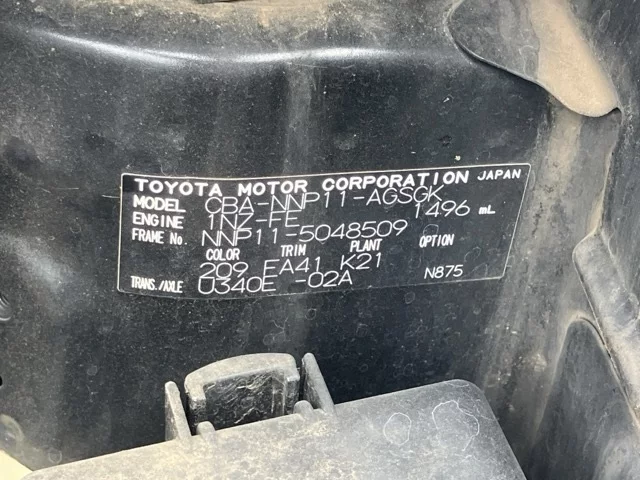 TOYOTA MOTOR CORPORATION JAPAN
MODEL CBA-NNP11-AGSGK
ENGINE 1NZ-FE 1496 mL
FRAME No. NNP11-5048509
COLOR TRIM PLANT OPTION
209 EA41 K21
TRANS./AXLE U340E -02A N875